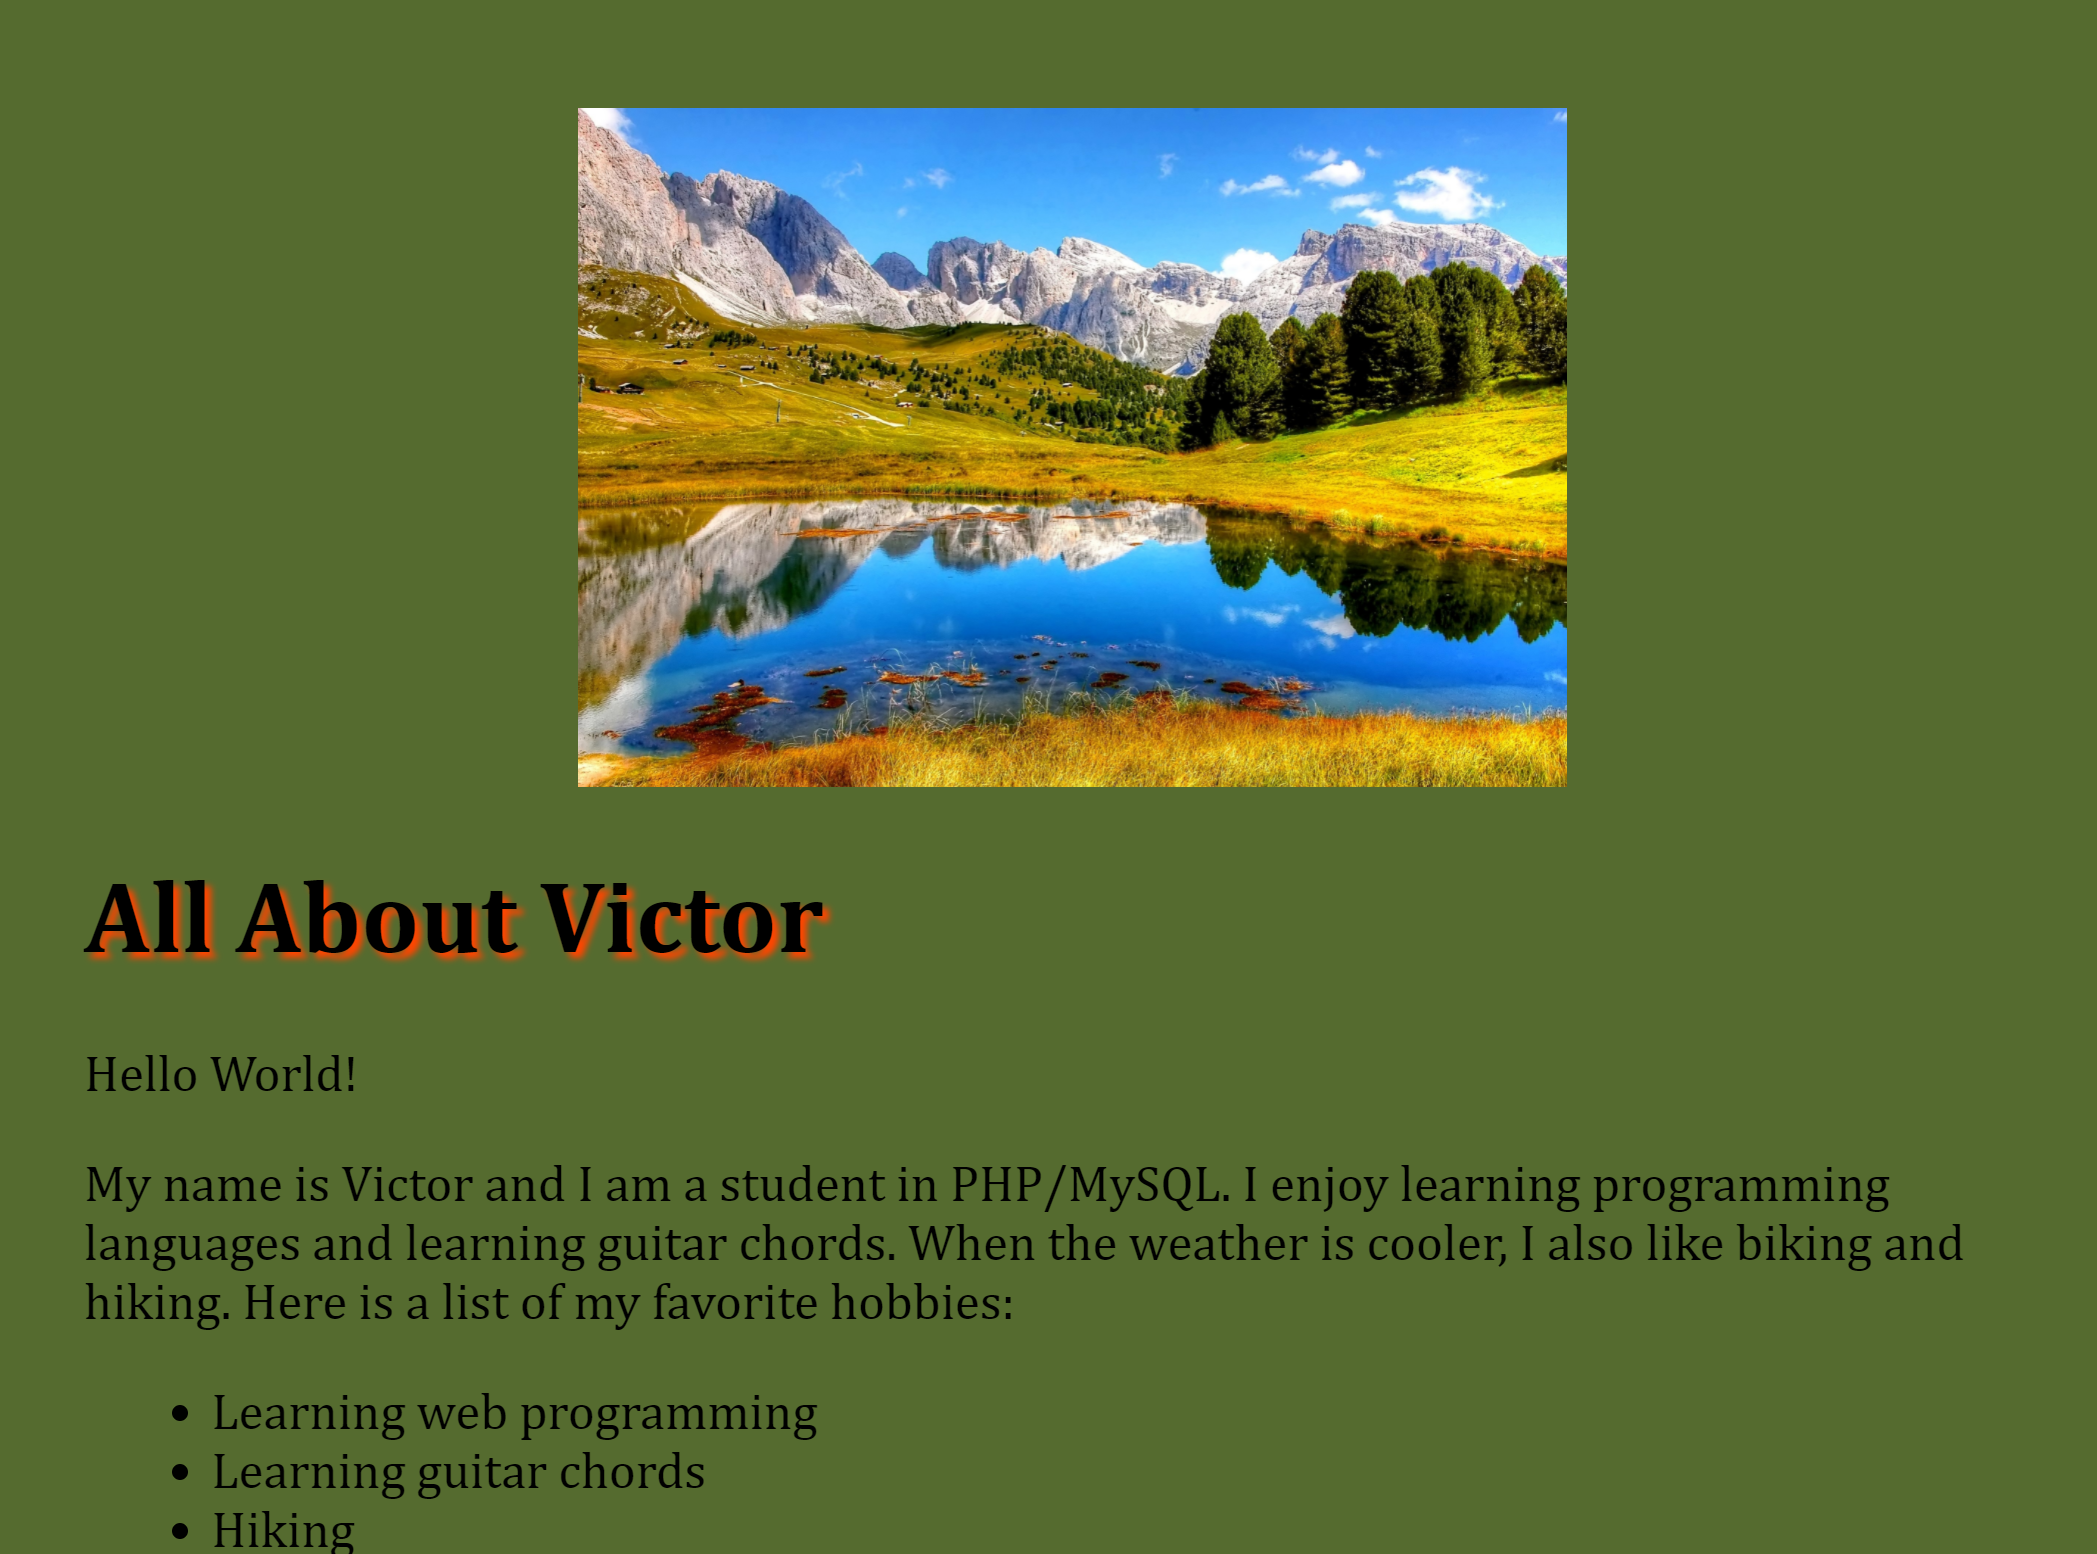 All About Victor
Hello World!
My name is Victor and I am a student in PHP/MySQL. I enjoy learning programming
languages and learning guitar chords. When the weather is cooler, I also like biking and
hiking. Here is a list of my favorite hobbies:
• Learning web programming
• Learning guitar chords
• Hiking